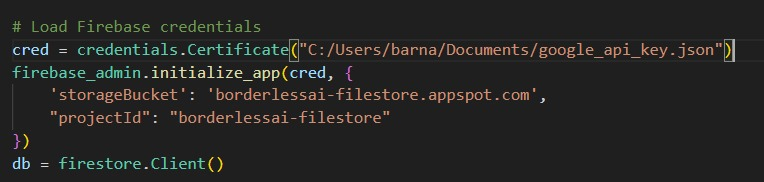 # Load Firebase credentials
cred = credentials.Certificate("C:/Users/barna/Documents/google_api_key.json")
firebase_admin.initialize_app(cred, {
    'storageBucket': 'borderlessai-filestore.appspot.com',
    "projectId": "borderlessai-filestore"
})
db = firestore.Client()